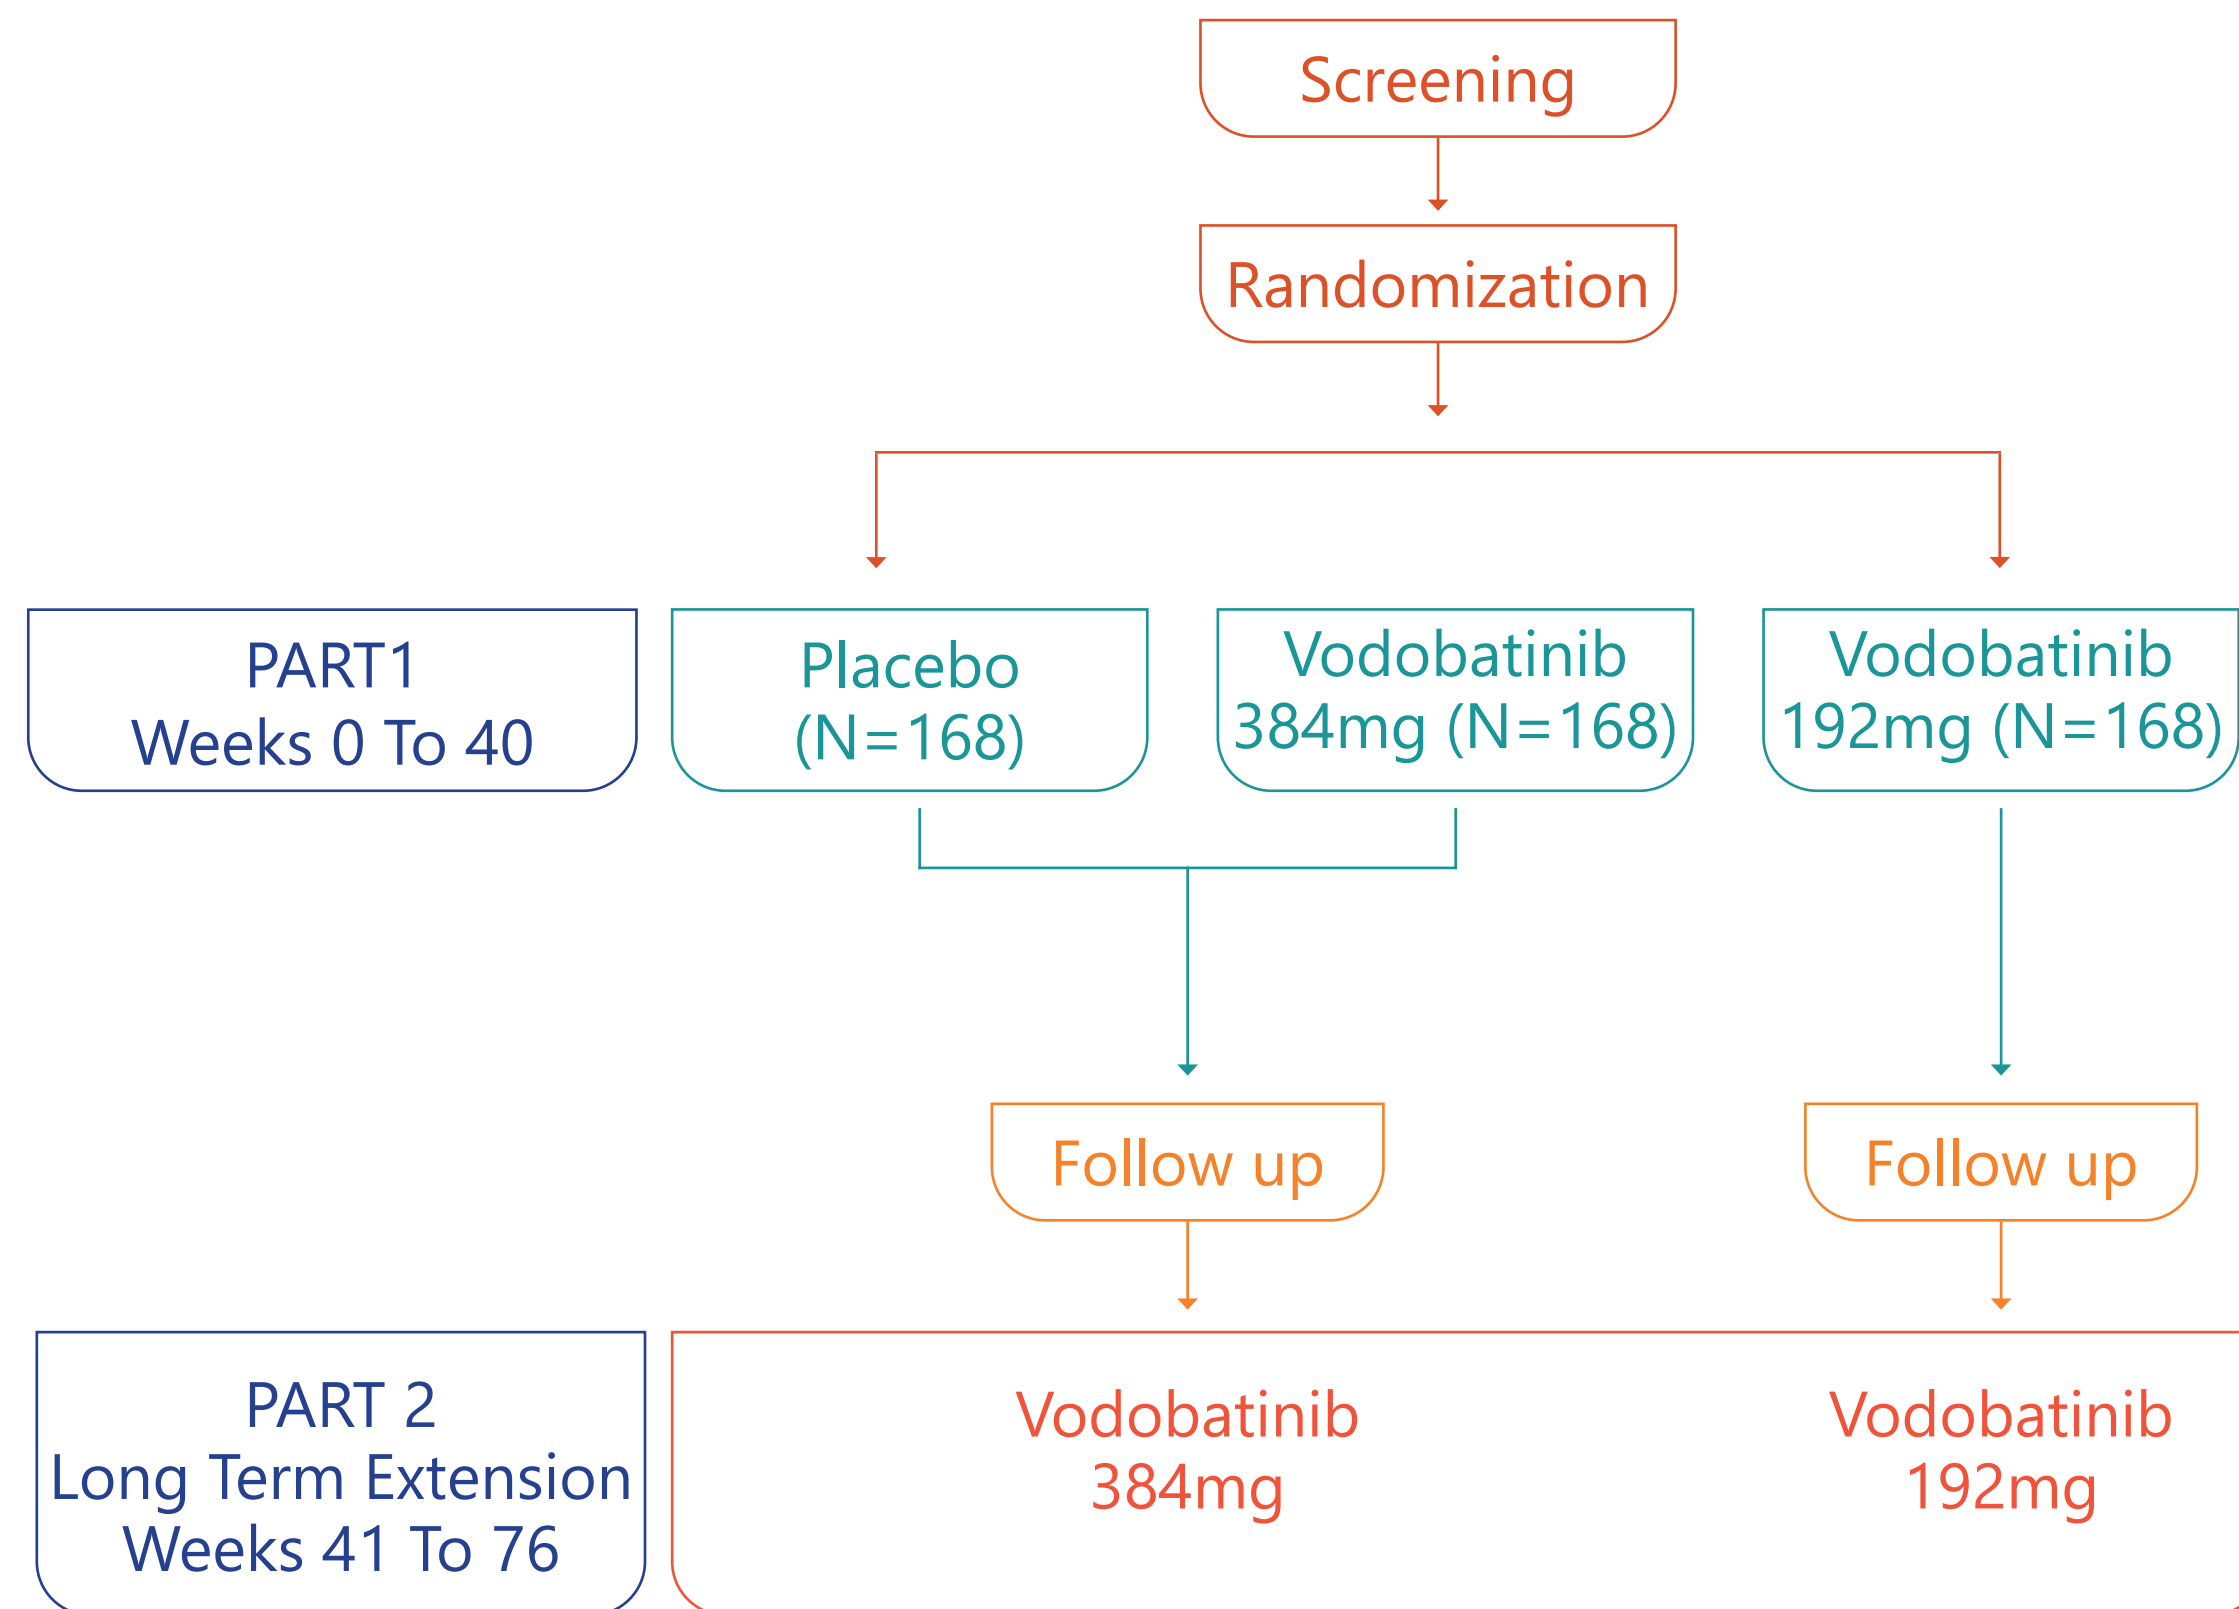 Screening
Randomization
PART1
Weeks 0 To 40
Placebo
(N=168)
Vodobatinib
384mg (N=168)
Vodobatinib
192mg (N=168)
Follow up
Follow up
PART 2
Long Term Extension
Weeks 41 To 76
Vodobatinib
384mg
Vodobatinib
192mg